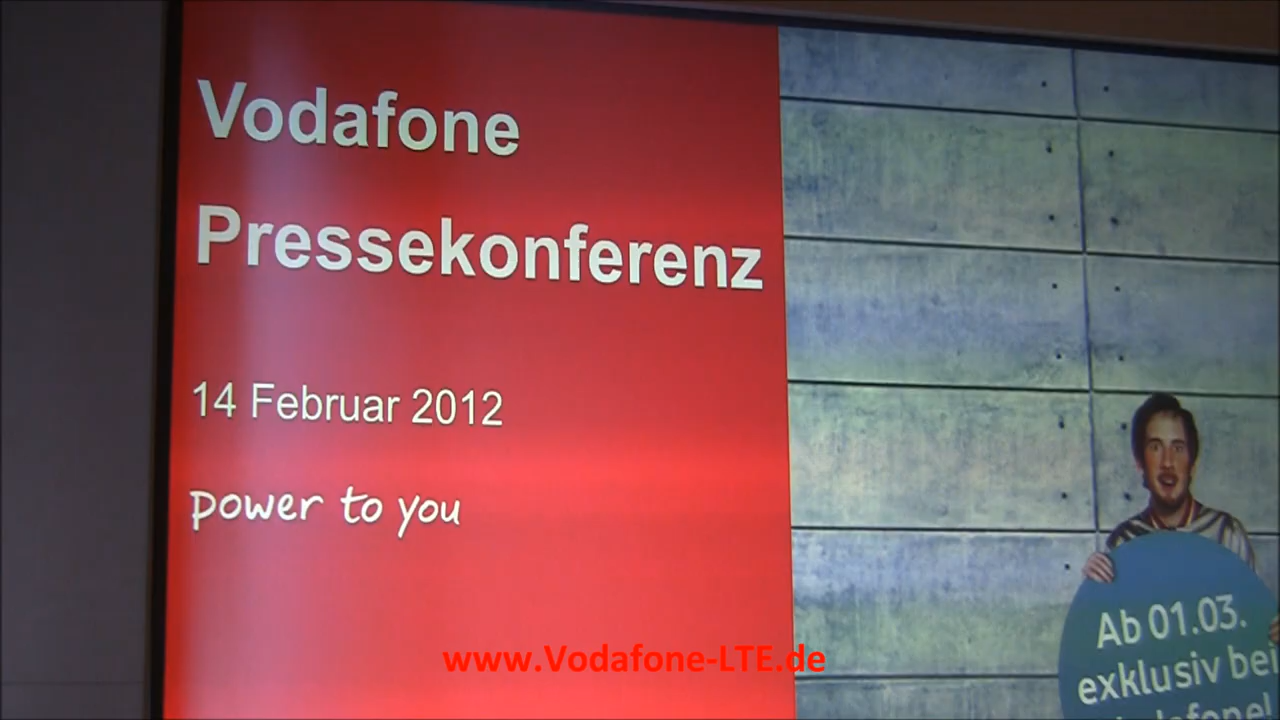 Vodafone
Pressekonferenz
14 Februar 2012
power to you
www.Vodafone-LTE.de
Ab 01.03.
exklusiv bei